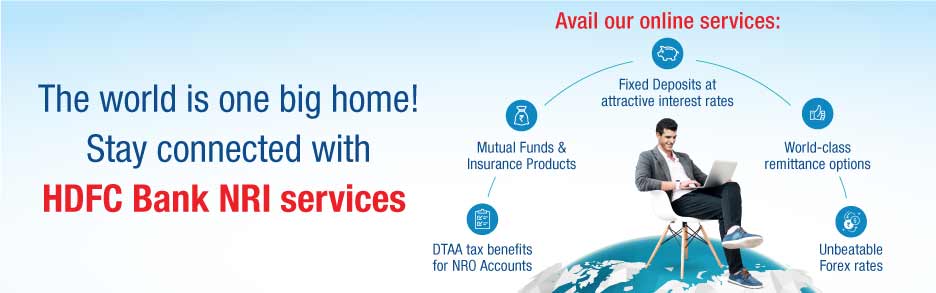 The world is one big home!
Stay connected with
HDFC Bank NRI services
Avail our online services:
Fixed Deposits at
attractive interest rates
Mutual Funds &
Insurance Products
World-class
remittance options
DTAA tax benefits
for NRO Accounts
Unbeatable
Forex rates